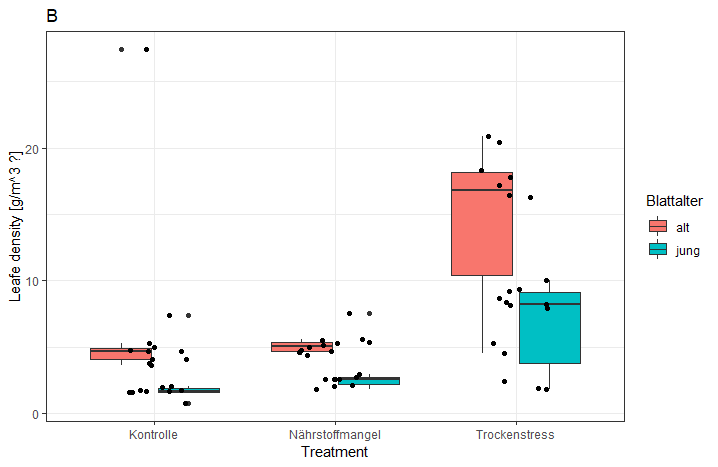 B
Leafe density [g/m^3 ?]
20
10
0
Kontrolle
Nährstoffmangel
Trockenstress
Treatment
Blattalter
alt
jung